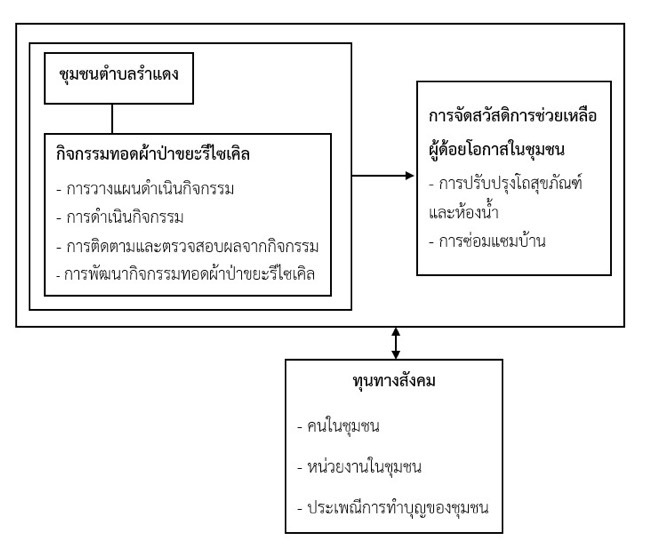 ชุมชนตำบลรำแดง
กิจกรรมทอดผ้าป่าขยะรีไซเคิล
- การวางแผนดำเนินกิจกรรม
- การดำเนินกิจกรรม
- การติดตามและตรวจสอบผลจากกิจกรรม
- การพัฒนากิจกรรมทอดผ้าป่าขยะรีไซเคิล
การจัดสวัสดิการช่วยเหลือ
ผู้ด้อยโอกาสในชุมชน
- การปรับปรุงโถสุขภัณฑ์
และห้องน้ำ
- การซ่อมแซมบ้าน
ทุนทางสังคม
- คนในชุมชน
- หน่วยงานในชุมชน
- ประเพณีการทำบุญของชุมชน